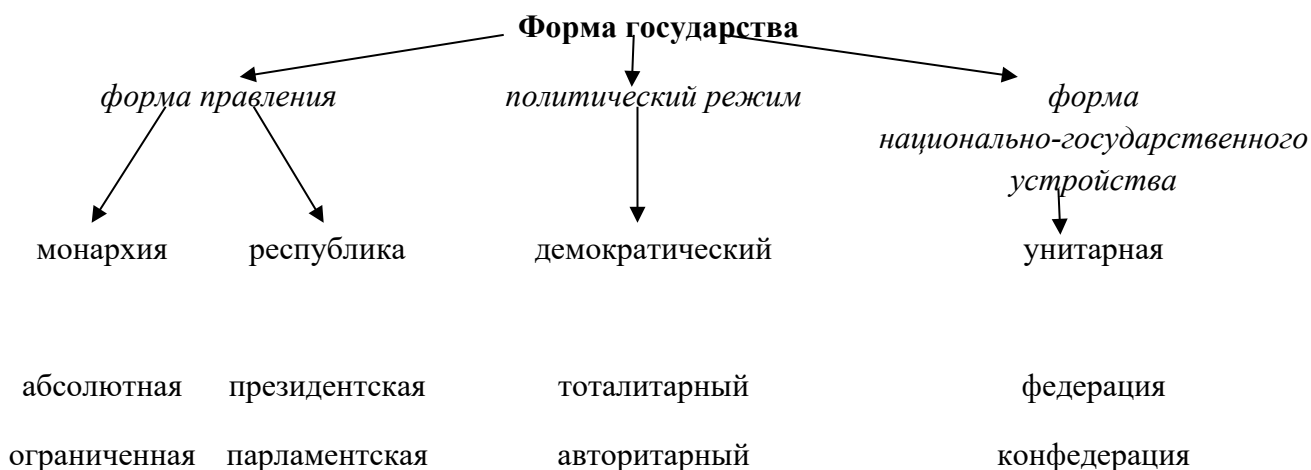 Форма государства
форма правления политический режим форма
национально-государственного
устройства
монархия республика демократический унитарная
абсолютная президентская тоталитарный федерация
ограниченная парламентская авторитарный конфедерация